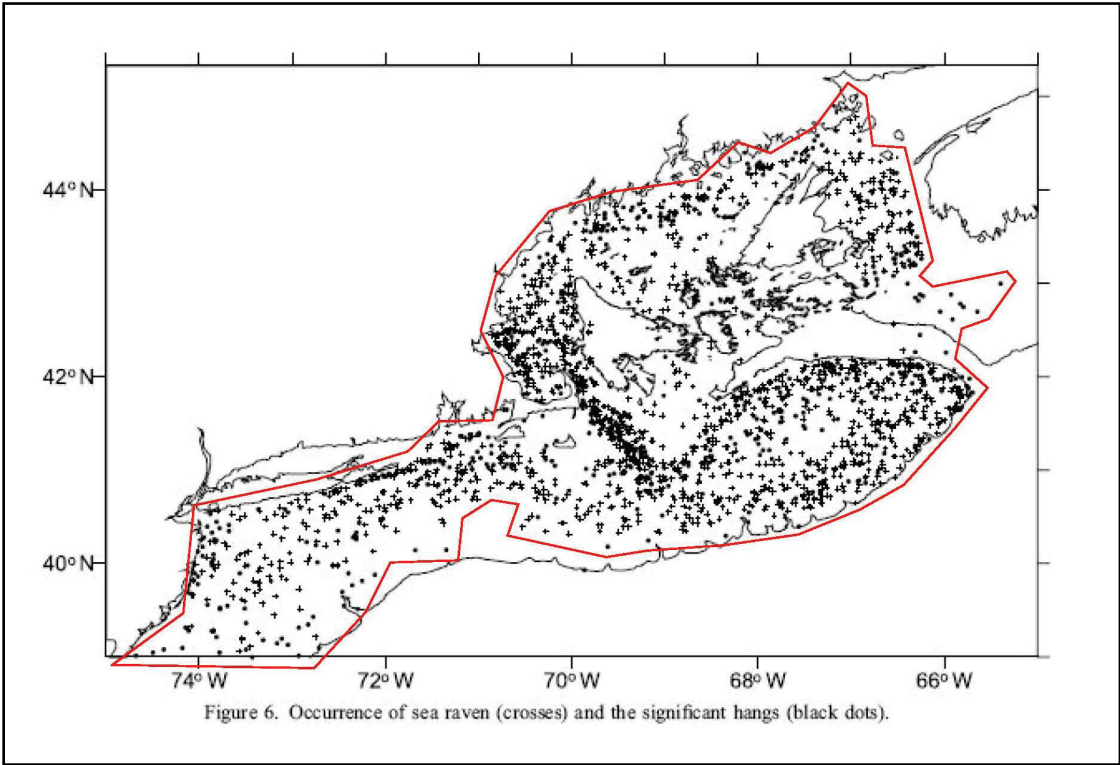 44° N
42° N
40° N
74° W 72° W 70° W 68° W 66° W
Figure 6. Occurrence of sea raven (crosses) and the significant hangs (black dots).